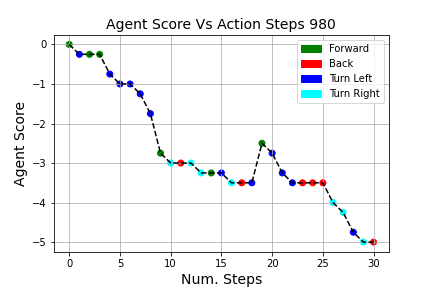 Agent Score Vs Action Steps 980
Forward
Back
Turn Left
Turn Right
Agent Score
0
−1
−2
−3
−4
−5
0 5 10 15 20 25 30
Num. Steps